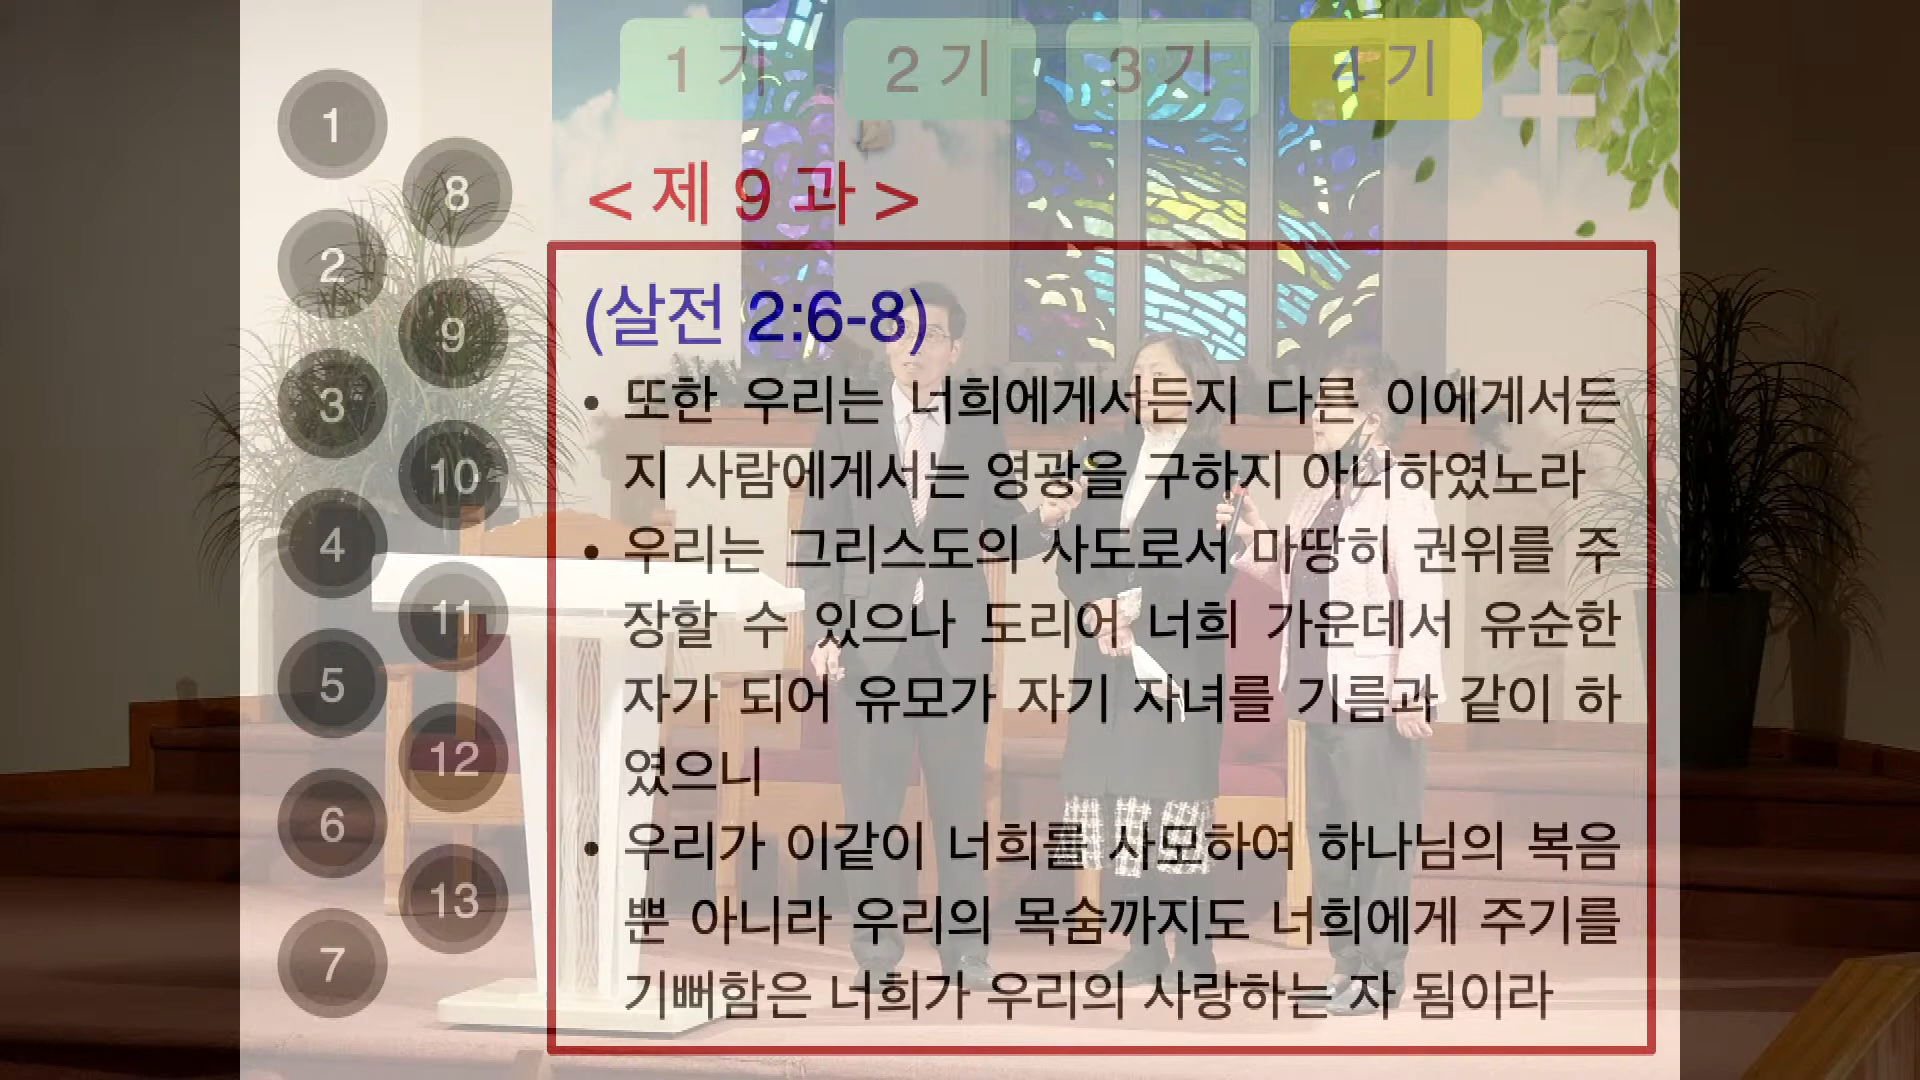 1기 2기 3기 4기
<제9과>
(살전 2:6-8)
• 또한 우리는 너희에게서든지 다른 이에게서든
지 사람에게서는 영광을 구하지 아니하였노라
• 우리는 그리스도의 사도로서 마땅히 권위를 주
장할 수 있으나 도리어 너희 가운데서 유순한
자가 되어 유모가 자기 자녀를 기름과 같이 하
였으니
• 우리가 이같이 너희를 사모하여 하나님의 복음
뿐 아니라 우리의 목숨까지도 너희에게 주기를
기뻐함은 너희가 우리의 사랑하는 자 됨이라
1
2
3
4
5
6
7
8
9
10
11
12
13